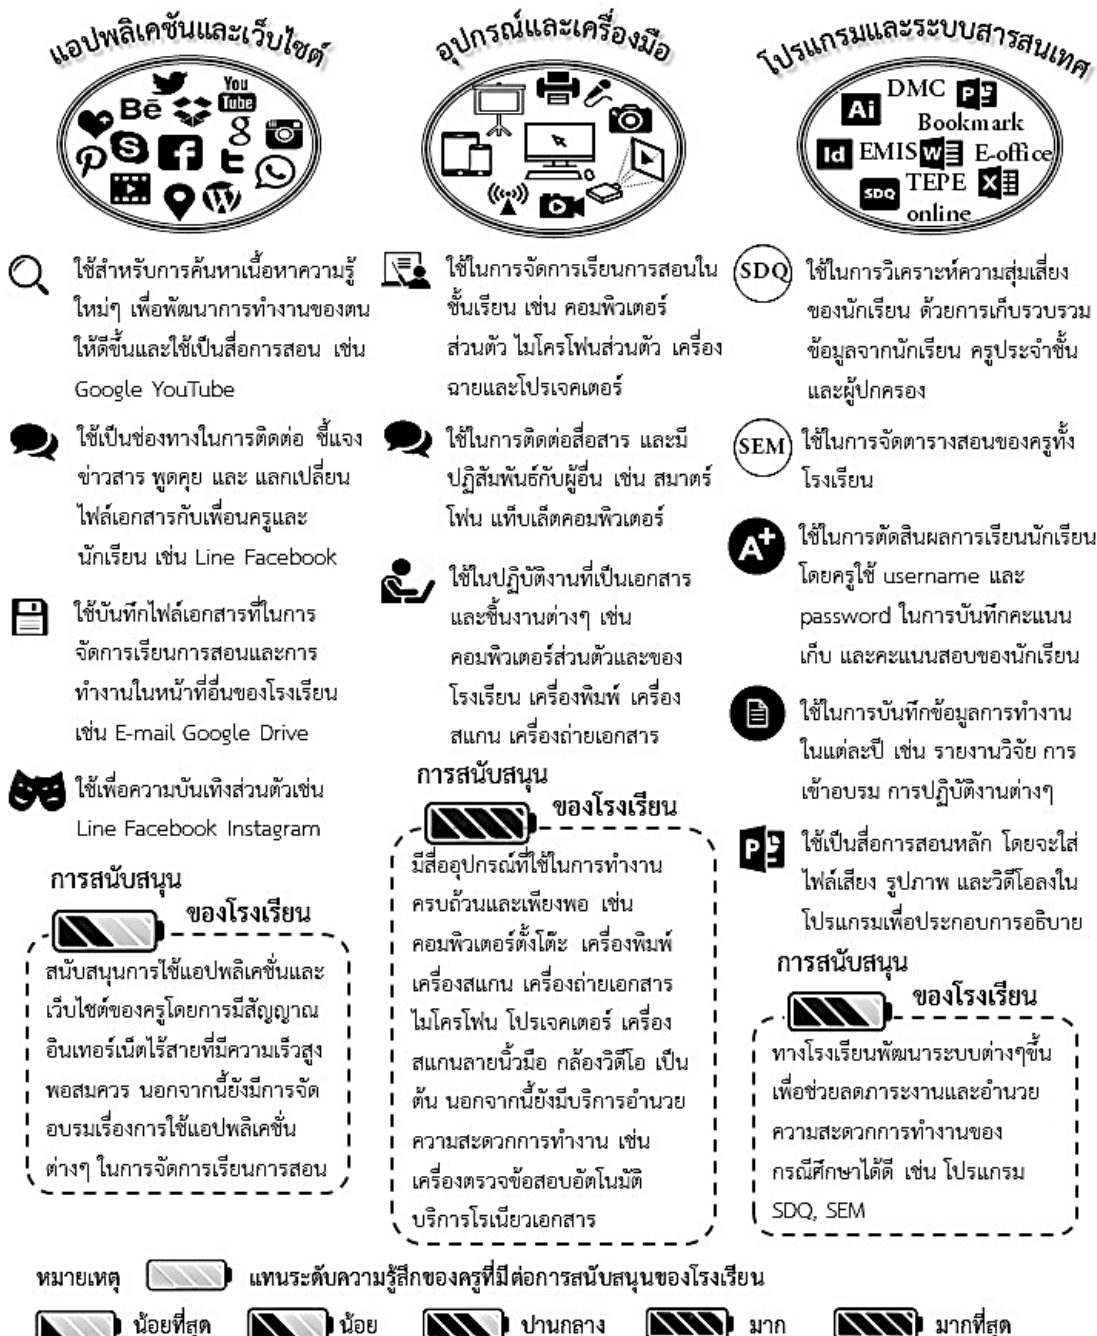 แอปพลิเคชันและเว็บไซต์
You
Tube
Bē
g
อุปกรณ์และเครื่องมือ
โปรแกรมและระบบสารสนเทศ
Ai DMC P
Bookmark
Id EMIS W E-office
SDQ TEPE X
online
ใช้สำหรับการค้นหาเนื้อหาความรู้
ใหม่ๆ เพื่อพัฒนาการทำงานของตน
ให้ดีขึ้นและใช้เป็นสื่อการสอน เช่น
Google YouTube
ใช้เป็นช่องทางในการติดต่อ ชี้แจง
ข่าวสาร พูดคุย และ แลกเปลี่ยน
ไฟล์เอกสารกับเพื่อนครูและ
นักเรียน เช่น Line Facebook
ใช้บันทึกไฟล์เอกสารที่ในการ
จัดการเรียนการสอนและการ
ทำงานในหน้าที่อื่นของโรงเรียน
เช่น E-mail Google Drive
ใช้เพื่อความบันเทิงส่วนตัวเช่น
Line Facebook Instagram
การสนับสนุน
ของโรงเรียน
สนับสนุนการใช้แอปพลิเคชั่นและ
เว็บไซต์ของครูโดยการมีสัญญาณ
อินเทอร์เน็ตไร้สายที่มีความเร็วสูง
พอสมควร นอกจากนี้ยังมีการจัด
อบรมเรื่องการใช้แอปพลิเคชั่น
ต่างๆ ในการจัดการเรียนการสอน
ใช้ในการจัดการเรียนการสอนใน
ชั้นเรียน เช่น คอมพิวเตอร์
ส่วนตัว ไมโครโฟนส่วนตัว เครื่อง
ฉายและโปรเจคเตอร์
ใช้ในการติดต่อสื่อสาร และมี
ปฏิสัมพันธ์กับผู้อื่น เช่น สมาตร์
โฟน แท็บเล็ตคอมพิวเตอร์
ใช้ในปฏิบัติงานที่เป็นเอกสาร
และชิ้นงานต่างๆ เช่น
คอมพิวเตอร์ส่วนตัวและของ
โรงเรียน เครื่องพิมพ์ เครื่อง
สแกน เครื่องถ่ายเอกสาร
การสนับสนุน
ของโรงเรียน
มีสื่ออุปกรณ์ที่ใช้ในการทำงาน
ครบถ้วนและเพียงพอ เช่น
คอมพิวเตอร์ตั้งโต๊ะ เครื่องพิมพ์
เครื่องสแกน เครื่องถ่ายเอกสาร
ไมโครโฟน โปรเจคเตอร์ เครื่อง
สแกนลายนิ้วมือ กล้องวิดีโอ เป็น
ต้น นอกจากนี้ยังมีบริการอำนวย
ความสะดวกการทำงาน เช่น
เครื่องตรวจข้อสอบอัตโนมัติ
บริการโรเนียวเอกสาร
SDQ
ใช้ในการวิเคราะห์ความสุ่มเสี่ยง
ของนักเรียน ด้วยการเก็บรวบรวม
ข้อมูลจากนักเรียน ครูประจำชั้น
และผู้ปกครอง
SEM
ใช้ในการจัดตารางสอนของครูทั้ง
โรงเรียน
A+
ใช้ในการตัดสินผลการเรียนนักเรียน
โดยครูใช้ username และ
password ในการบันทึกคะแนน
เก็บ และคะแนนสอบของนักเรียน
ใช้ในการบันทึกข้อมูลการทำงาน
ในแต่ละปี เช่น รายงานวิจัย การ
เข้าอบรม การปฏิบัติงานต่างๆ
P
ใช้เป็นสื่อการสอนหลัก โดยจะใส่
ไฟล์เสียง รูปภาพ และวิดีโอลงใน
โปรแกรมเพื่อประกอบการอธิบาย
การสนับสนุน
ของโรงเรียน
ทางโรงเรียนพัฒนาระบบต่างๆขึ้น
เพื่อช่วยลดภาระงานและอำนวย
ความสะดวกการทำงานของ
กรณีศึกษาได้ดี เช่น โปรแกรม
SDQ, SEM
หมายเหตุ แทนระดับความรู้สึกของครูที่มีต่อการสนับสนุนของโรงเรียน
น้อยที่สุด น้อย ปานกลาง มาก มากที่สุด